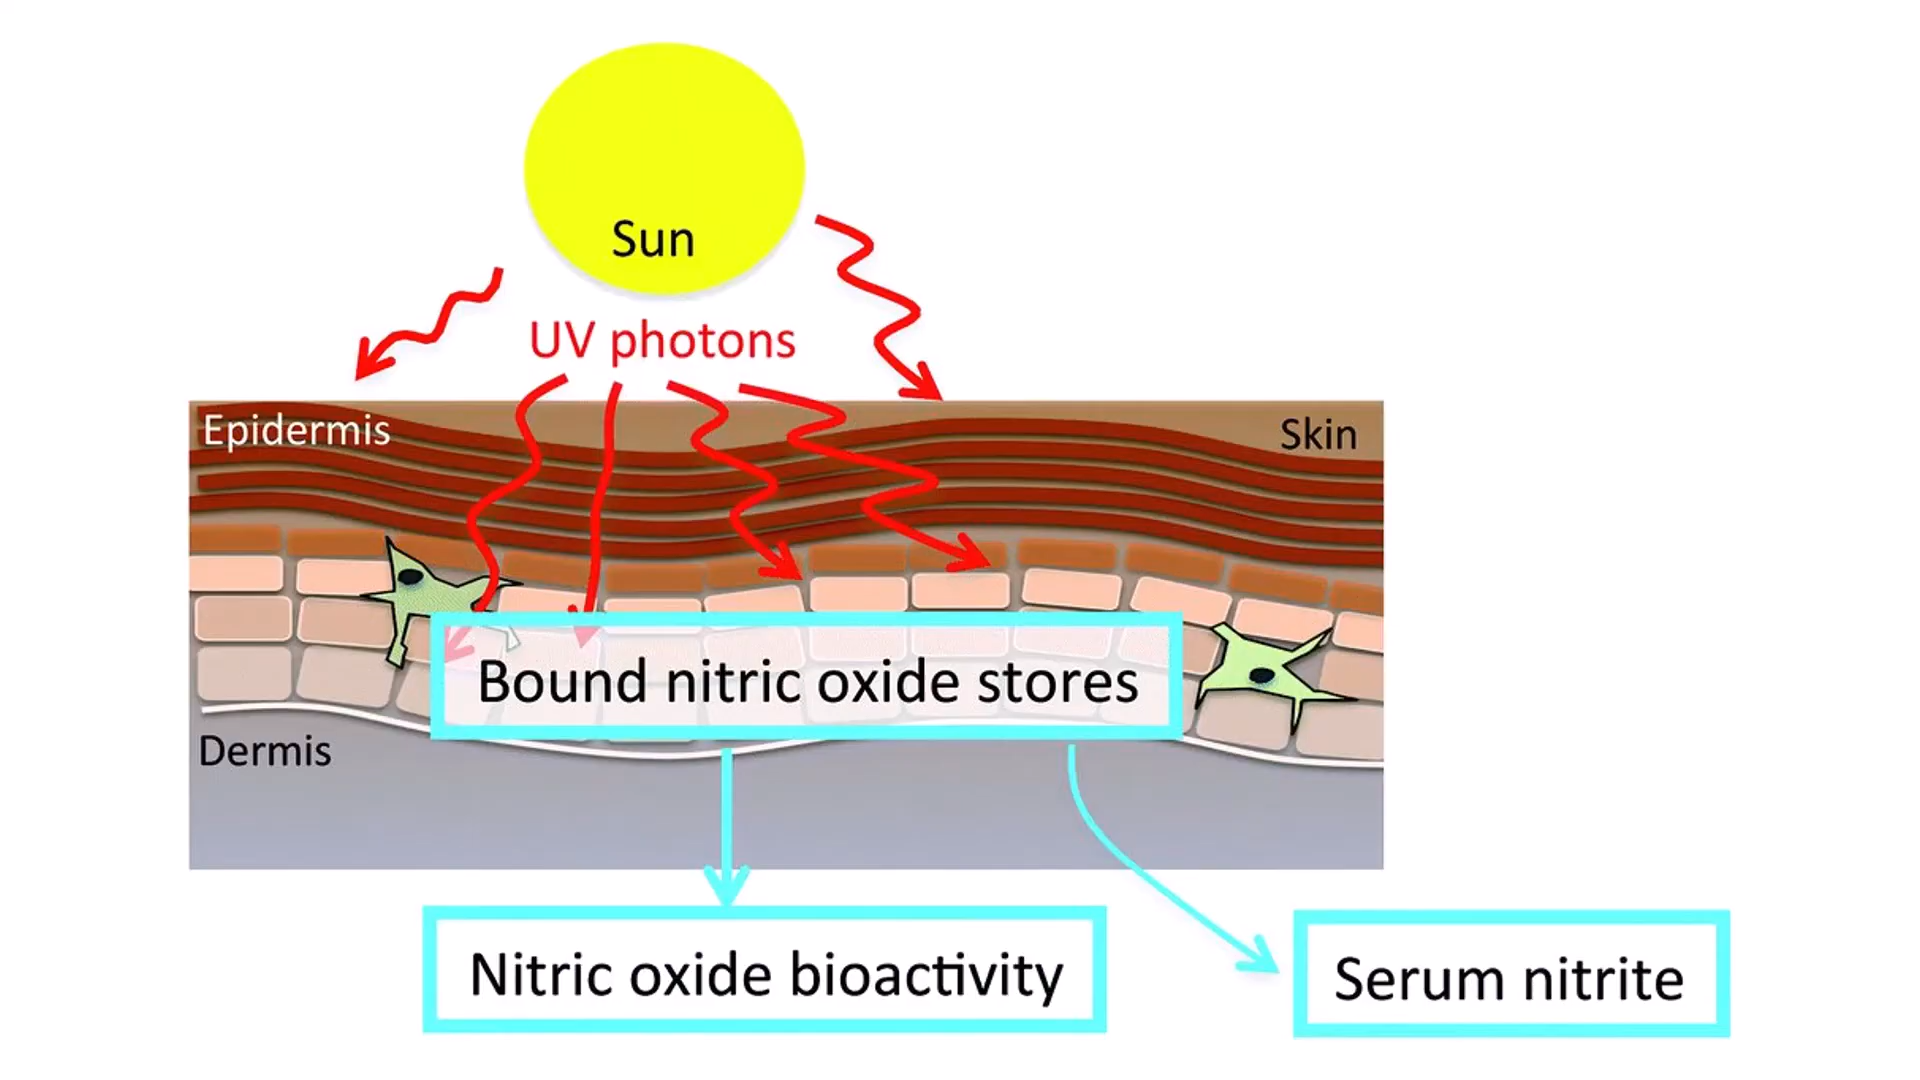 Sun
UV photons
Epidermis
Skin
Bound nitric oxide stores
Dermis
Nitric oxide bioactivity
Serum nitrite